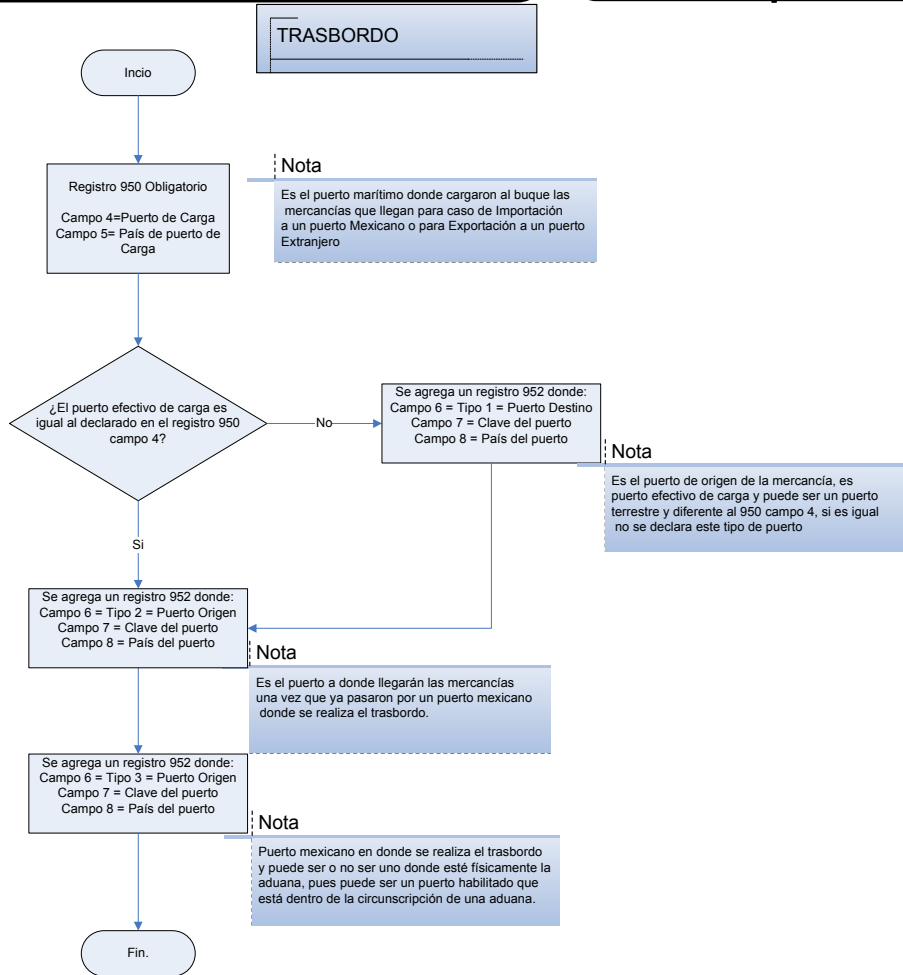 TRASBORDO
Incio
Registro 950 Obligatorio
Campo 4=Puerto de Carga
Campo 5= País de puerto de
Carga
Nota
Es el puerto marítimo donde cargaron al buque las
mercancías que llegan para caso de Importación
a un puerto Mexicano o para Exportación a un puerto
Extranjero
¿El puerto efectivo de carga es
igual al declarado en el registro 950
campo 4?
No
Se agrega un registro 952 donde:
Campo 6 = Tipo 1 = Puerto Destino
Campo 7 = Clave del puerto
Campo 8 = País del puerto
Nota
Es el puerto de origen de la mercancía, es
puerto efectivo de carga y puede ser un puerto
terrestre y diferente al 950 campo 4, si es igual
no se declara este tipo de puerto
Si
Se agrega un registro 952 donde:
Campo 6 = Tipo 2 = Puerto Origen
Campo 7 = Clave del puerto
Campo 8 = País del puerto
Nota
Es el puerto a donde llegarán las mercancías
una vez que ya pasaron por un puerto mexicano
donde se realiza el trasbordo.
Se agrega un registro 952 donde:
Campo 6 = Tipo 3 = Puerto Origen
Campo 7 = Clave del puerto
Campo 8 = País del puerto
Nota
Puerto mexicano en donde se realiza el trasbordo
y puede ser o no ser uno donde esté físicamente la
aduana, pues puede ser un puerto habilitado que
está dentro de la circunscripción de una aduana.
Fin.